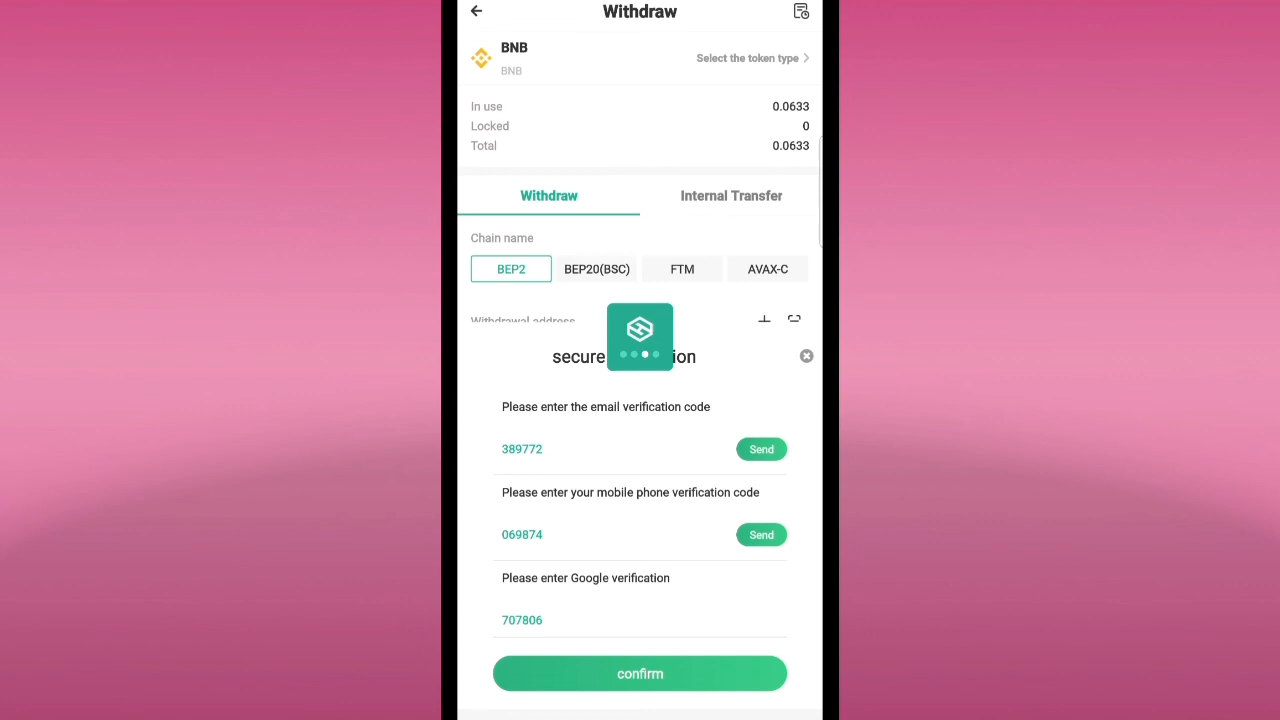 Withdraw
BNB
BNB
Select the token type
In use 0.0633
Locked 0
Total 0.0633
Withdraw Internal Transfer
Chain name
BEP2 BEP20(BSC) FTM AVAX-C
Withdrawal address
secure ion
Please enter the email verification code
389772 Send
Please enter your mobile phone verification code
069874 Send
Please enter Google verification
707806
confirm